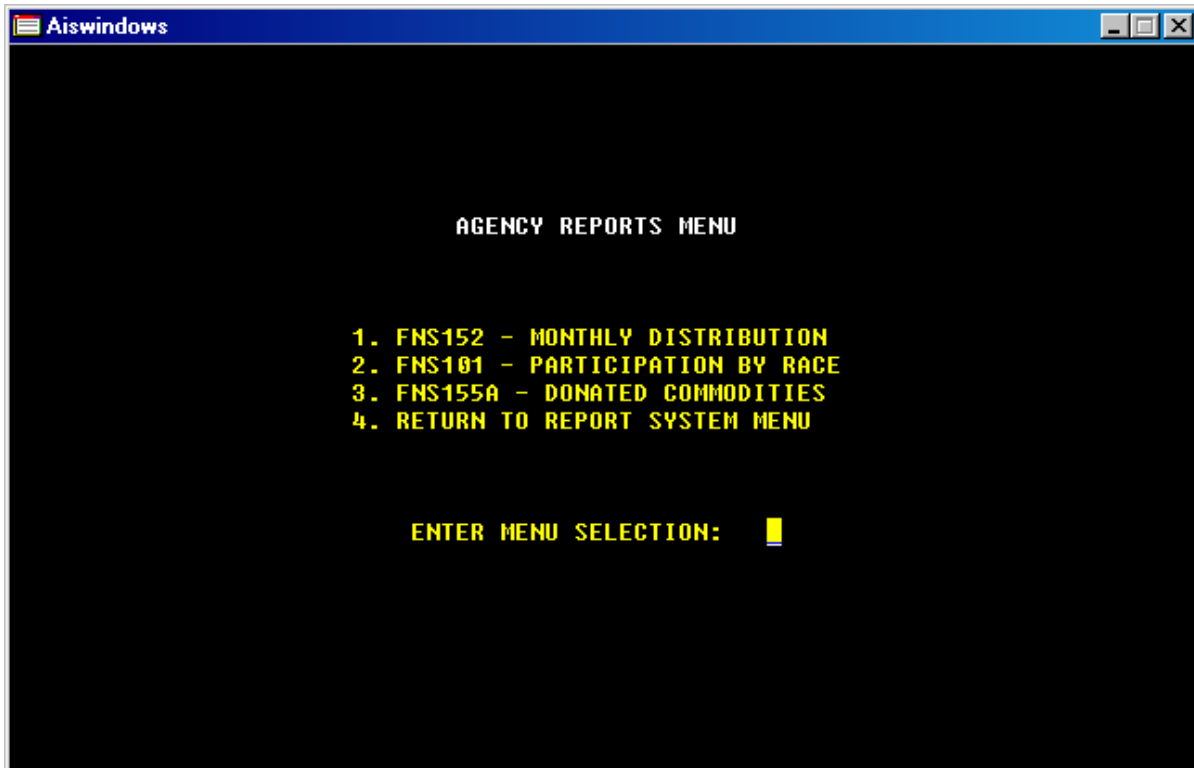 Aiswindows
AGENCY REPORTS MENU
1. FNS152 - MONTHLY DISTRIBUTION
2. FNS101 - PARTICIPATION BY RACE
3. FNS155A - DONATED COMMODITIES
4. RETURN TO REPORT SYSTEM MENU
ENTER MENU SELECTION: